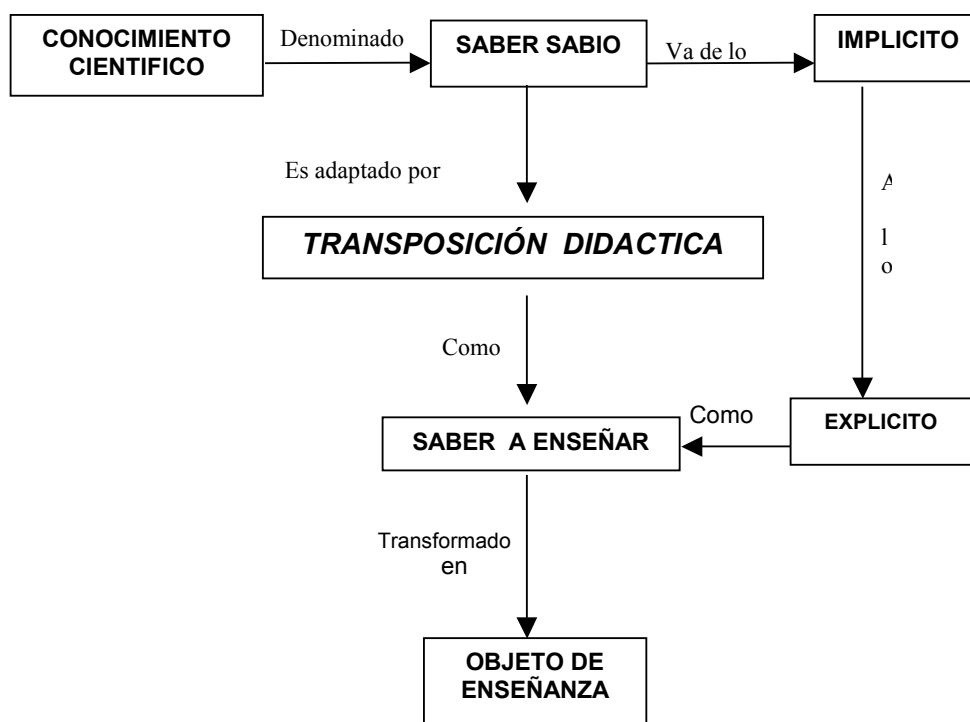 CONOCIMIENTO
CIENTIFICO
Denominado
SABER SABIO
Va de lo
IMPLICITO
Es adaptado por
A
l
o
TRANSPOSICIÓN DIDACTICA
Como
EXPLICITO
Como
SABER A ENSEÑAR
Transformado
en
OBJETO DE
ENSEÑANZA